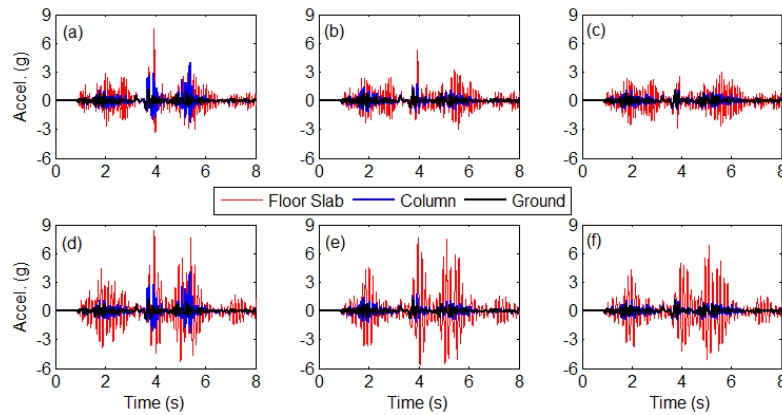 9 9 9
(a) (b) (c)
6 6 6
Accel. (g)
3 3 3
0 0 0
-3 -3 -3
-6 -6 -6
0 2 4 6 8 0 2 4 6 8 0 2 4 6 8
Floor Slab Column Ground
9 9 9
(d) (e) (f)
6 6 6
Accel. (g)
3 3 3
0 0 0
-3 -3 -3
-6 -6 -6
0 2 4 6 8 0 2 4 6 8 0 2 4 6 8
Time (s) Time (s) Time (s)